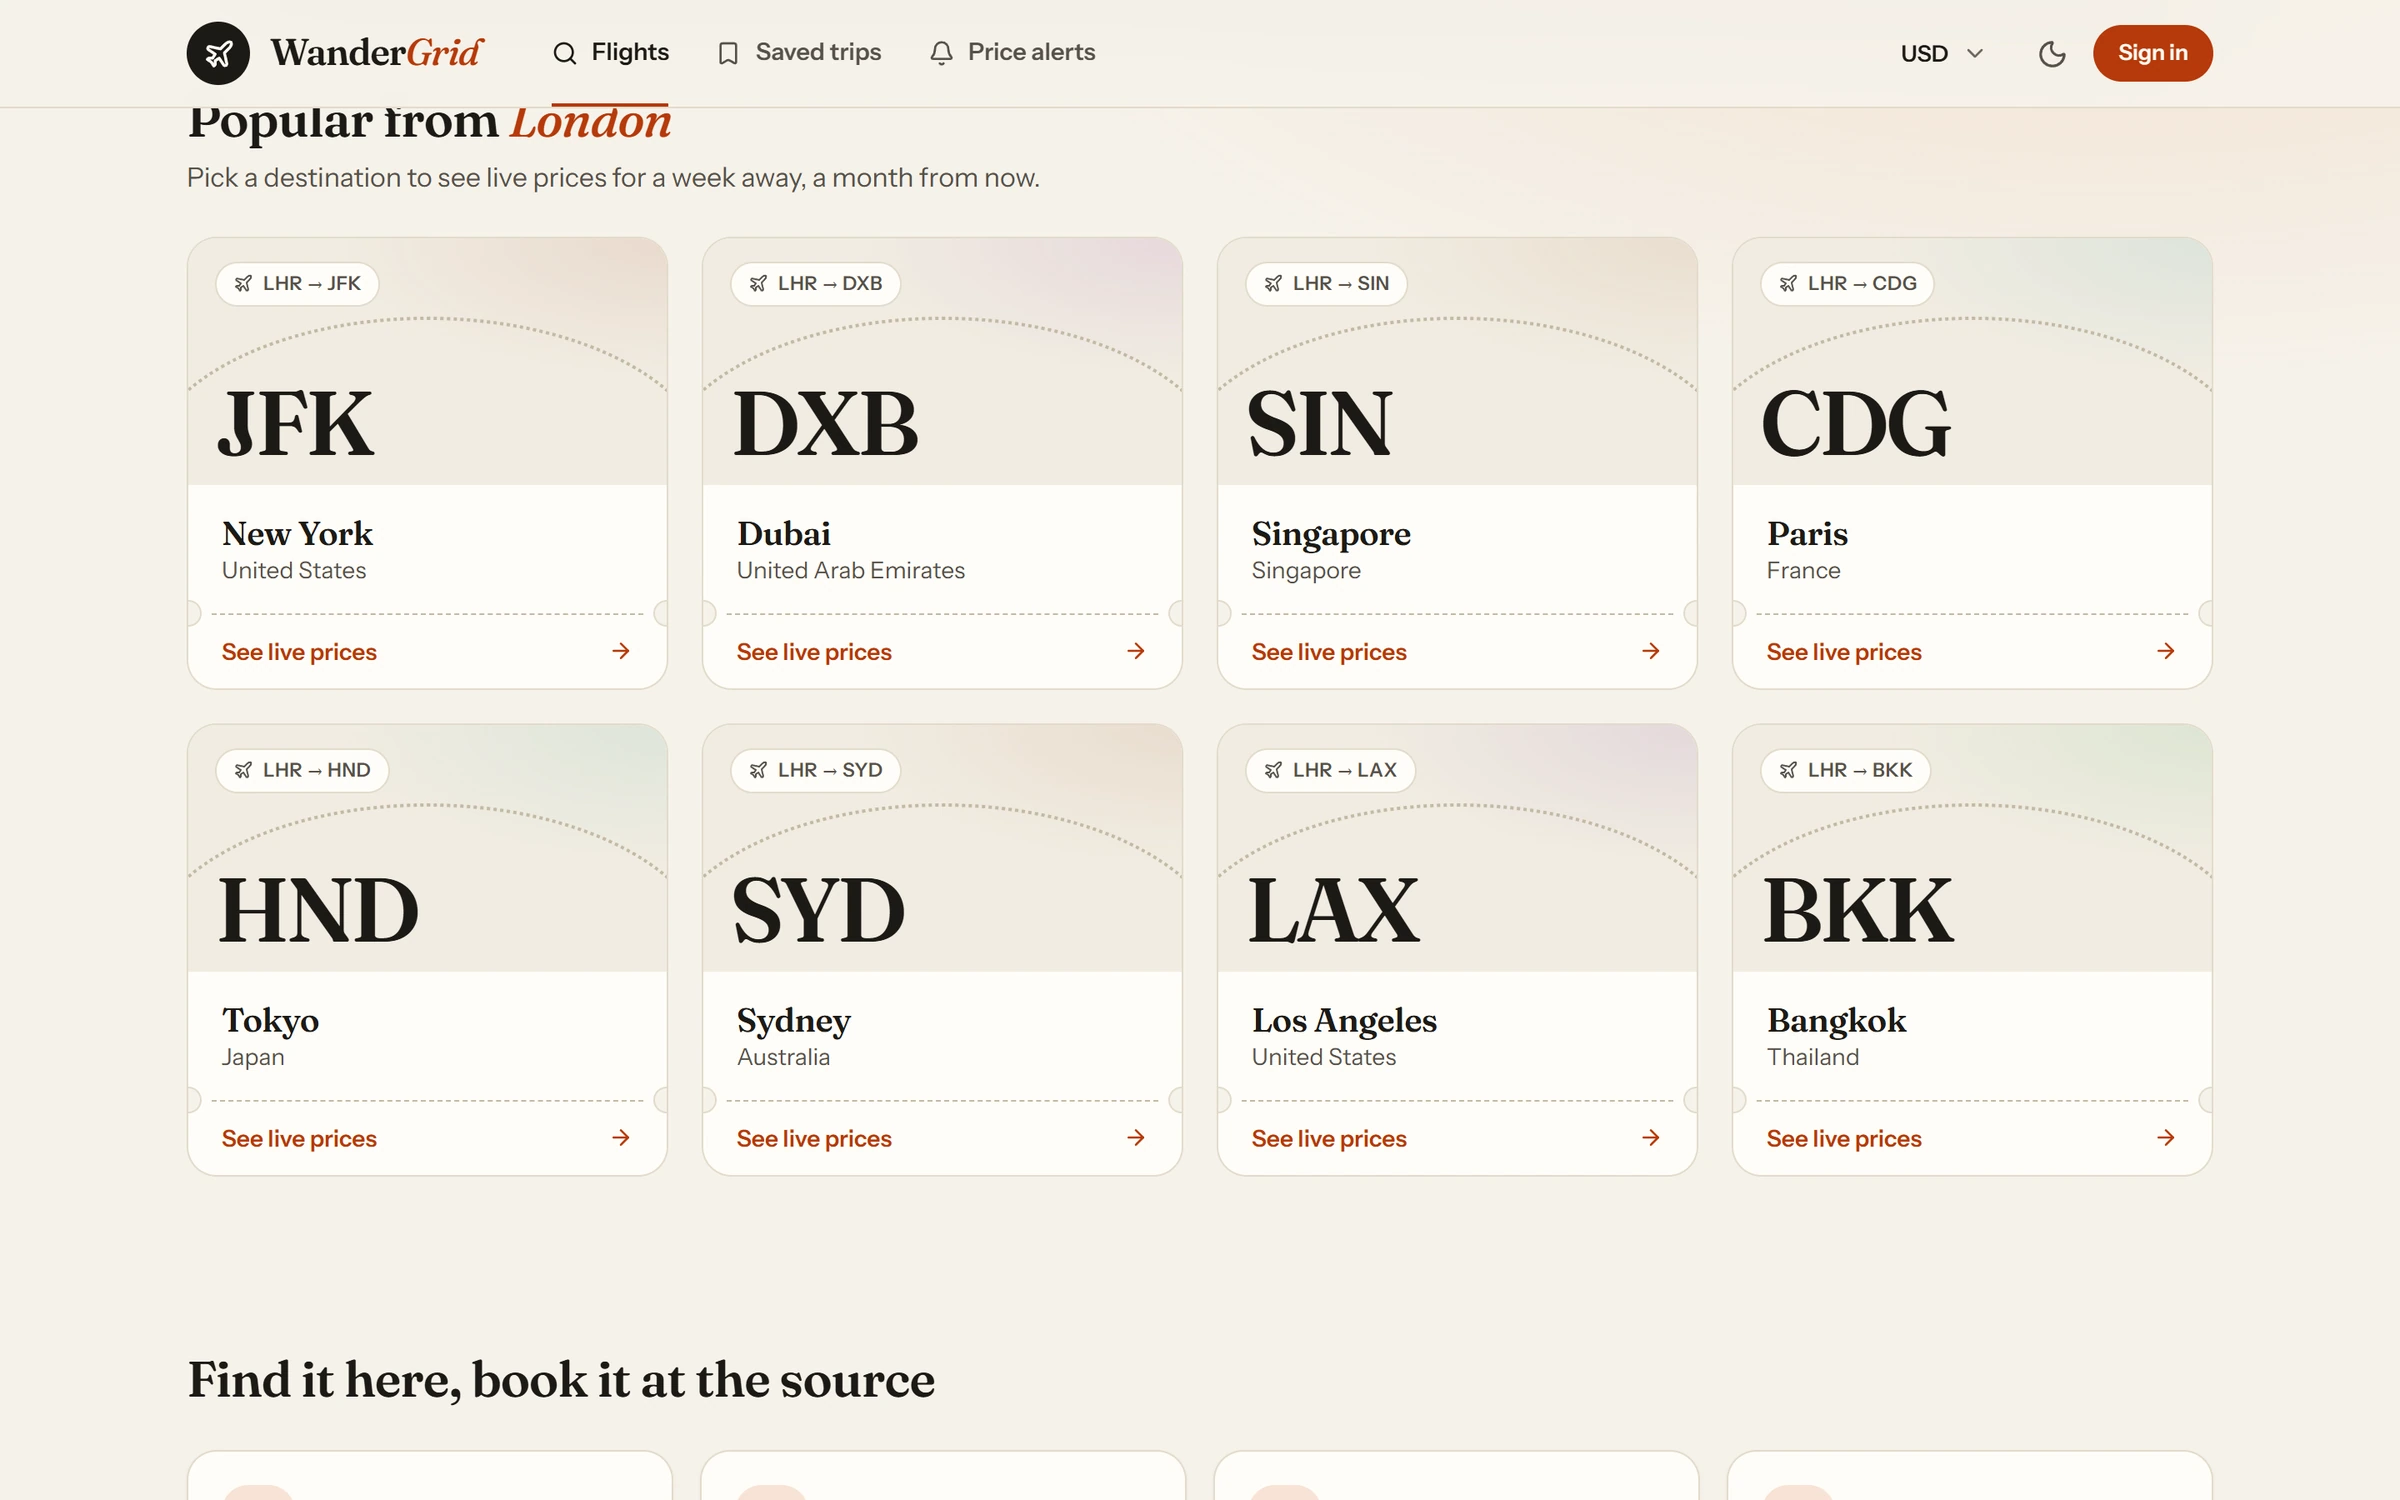 WanderGrid
Flights
Saved trips
Price alerts
USD
Sign in
Popular from London
Pick a destination to see live prices for a week away, a month from now.
LHR → JFK
JFK
New York
United States
See live prices
LHR → DXB
DXB
Dubai
United Arab Emirates
See live prices
LHR → SIN
SIN
Singapore
Singapore
See live prices
LHR → CDG
CDG
Paris
France
See live prices
LHR → HND
HND
Tokyo
Japan
See live prices
LHR → SYD
SYD
Sydney
Australia
See live prices
LHR → LAX
LAX
Los Angeles
United States
See live prices
LHR → BKK
BKK
Bangkok
Thailand
See live prices
Find it here, book it at the source